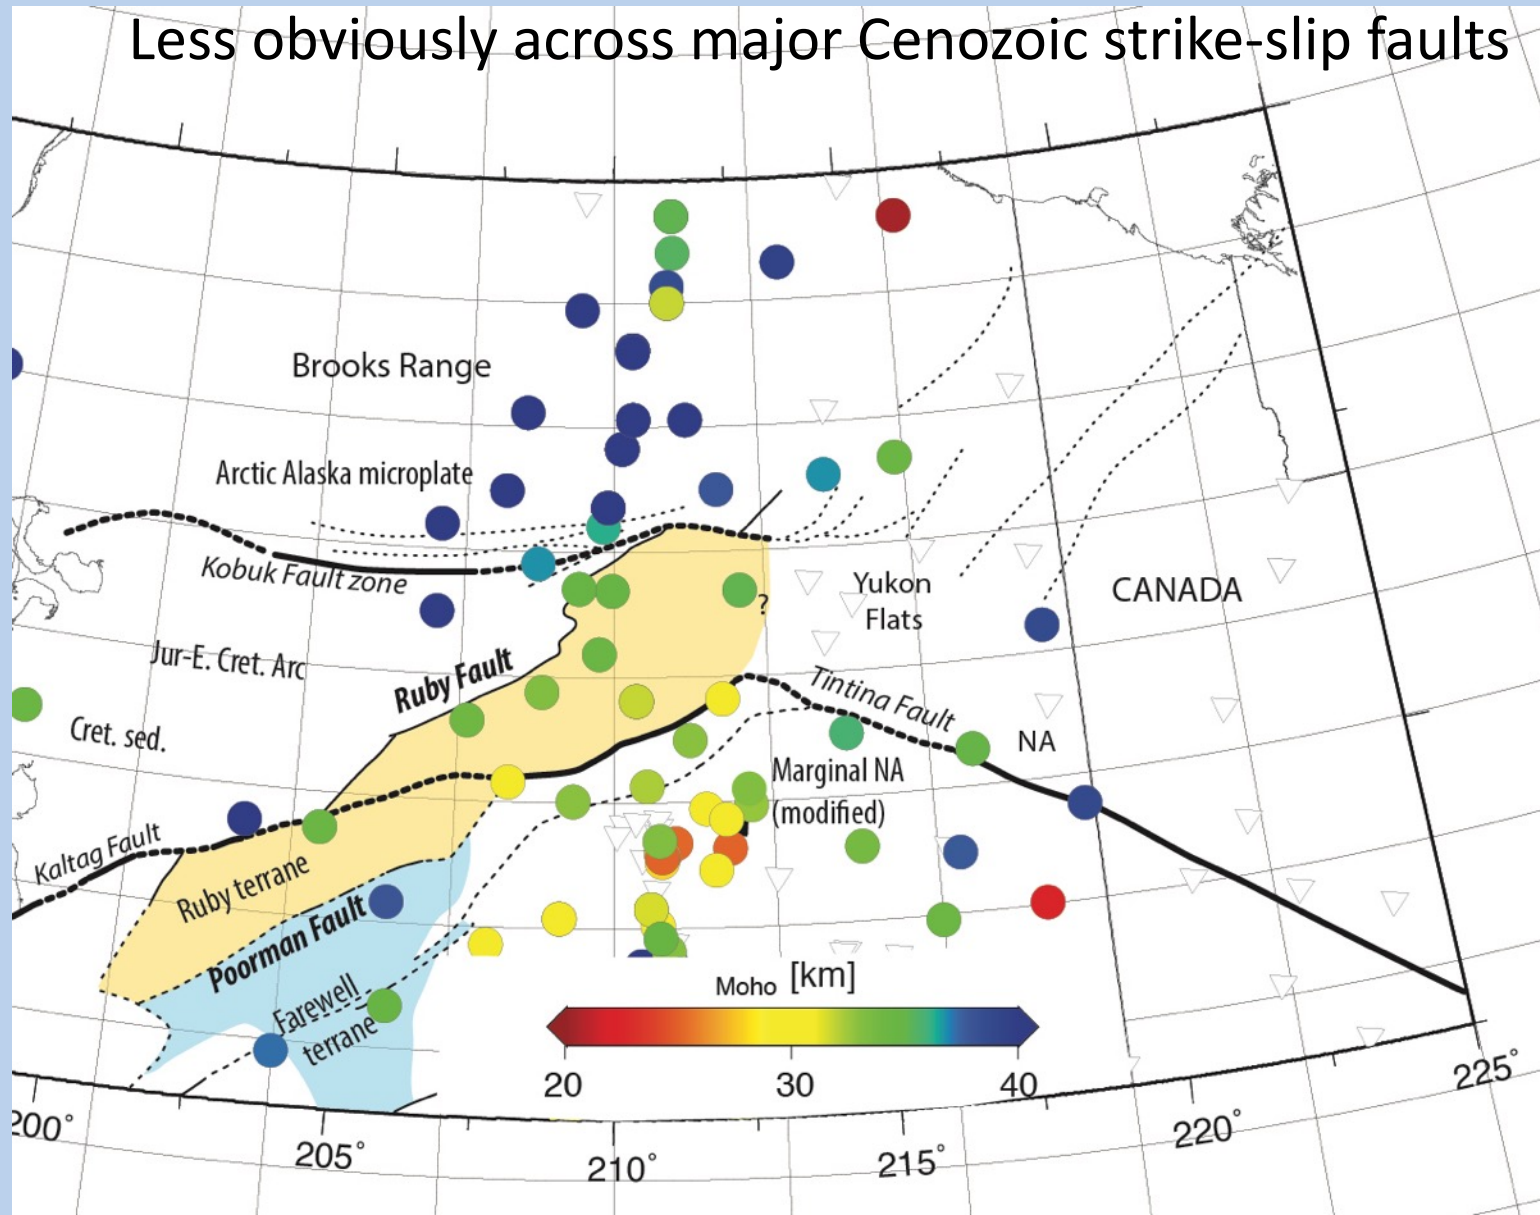 Less obviously across major Cenozoic strike-slip faults
Brooks Range
Arctic Alaska microplate
Kobuk Fault zone
Yukon
Flats
CANADA
?
Jur-E. Cret. Arc
Ruby Fault
Tintina Fault
Cret. sed.
NA
Marginal NA
(modified)
Kaltag Fault
Ruby terrane
Poorman Fault
Farewell
terrane
Moho [km]
20 30 40
200° 205° 210° 215° 220° 225°